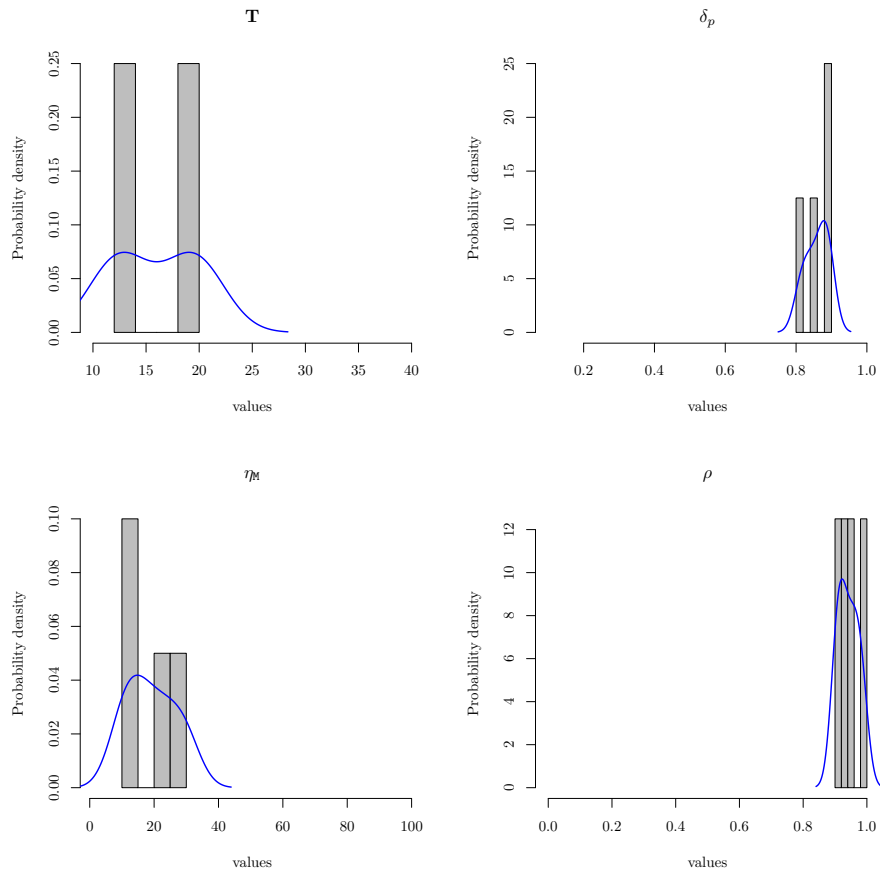 T
Probability density
0.00 0.05 0.10 0.15 0.20 0.25
10 15 20 25 30 35 40
values
δp
Probability density
0 5 10 15 20 25
0.2 0.4 0.6 0.8 1.0
values
ηM
Probability density
0.00 0.02 0.04 0.06 0.08 0.10
0 20 40 60 80 100
values
ρ
Probability density
0 2 4 6 8 10 12
0.0 0.2 0.4 0.6 0.8 1.0
values